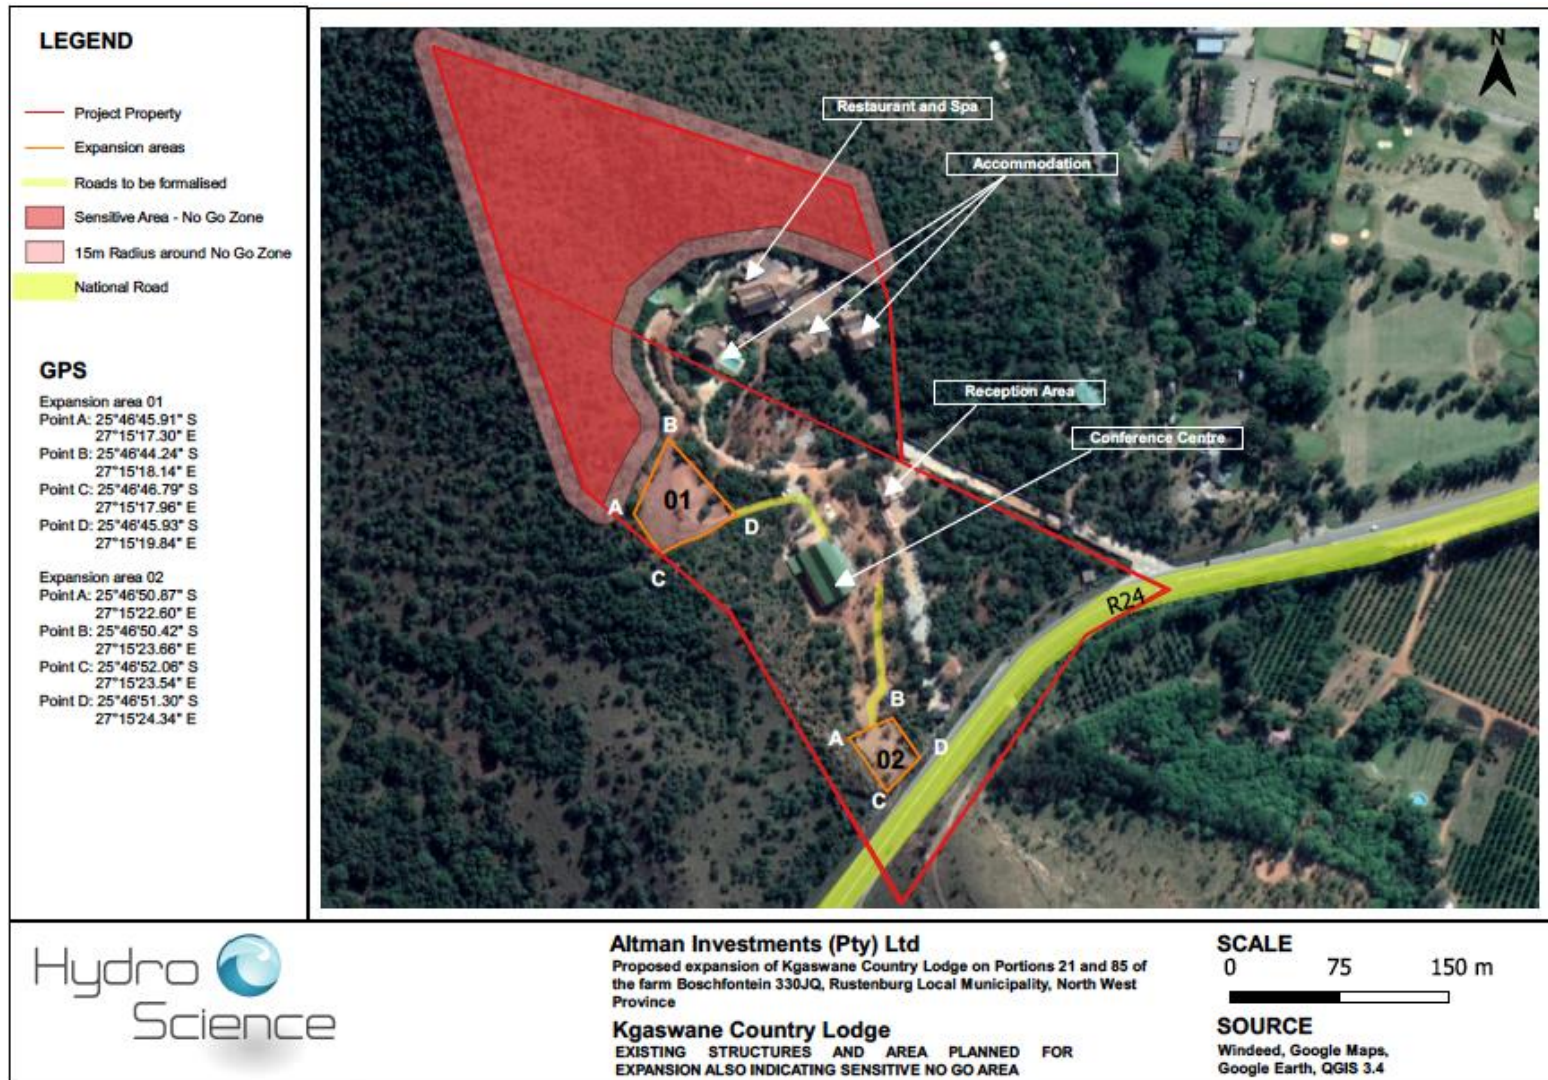 LEGEND
Project Property
Expansion areas
Roads to be formalised
Sensitive Area - No Go Zone
15m Radius around No Go Zone
National Road
GPS
Expansion area 01
Point A: 25°46'45.91" S
27°15'17.30" E
Point B: 25°46'44.24" S
27°15'18.14" E
Point C: 25°46'46.79" S
27°15'17.96" E
Point D: 25°46'45.93" S
27°15'19.84" E
Expansion area 02
Point A: 25°46'50.87" S
27°15'22.60" E
Point B: 25°46'50.42" S
27°15'23.66" E
Point C: 25°46'52.06" S
27°15'23.54" E
Point D: 25°46'51.30" S
27°15'24.34" E
N
Restaurant and Spa
Accommodation
Reception Area
Conference Centre
B
A
01
D
C
R24
B
A
D
02
C
Hydro
Science
Altman Investments (Pty) Ltd
Proposed expansion of Kgaswane Country Lodge on Portions 21 and 85 of
the farm Boschfontein 330JQ, Rustenburg Local Municipality, North West
Province
Kgaswane Country Lodge
EXISTING STRUCTURES AND AREA PLANNED FOR
EXPANSION ALSO INDICATING SENSITIVE NO GO AREA
SCALE
0 75 150 m
SOURCE
Windeed, Google Maps,
Google Earth, QGIS 3.4